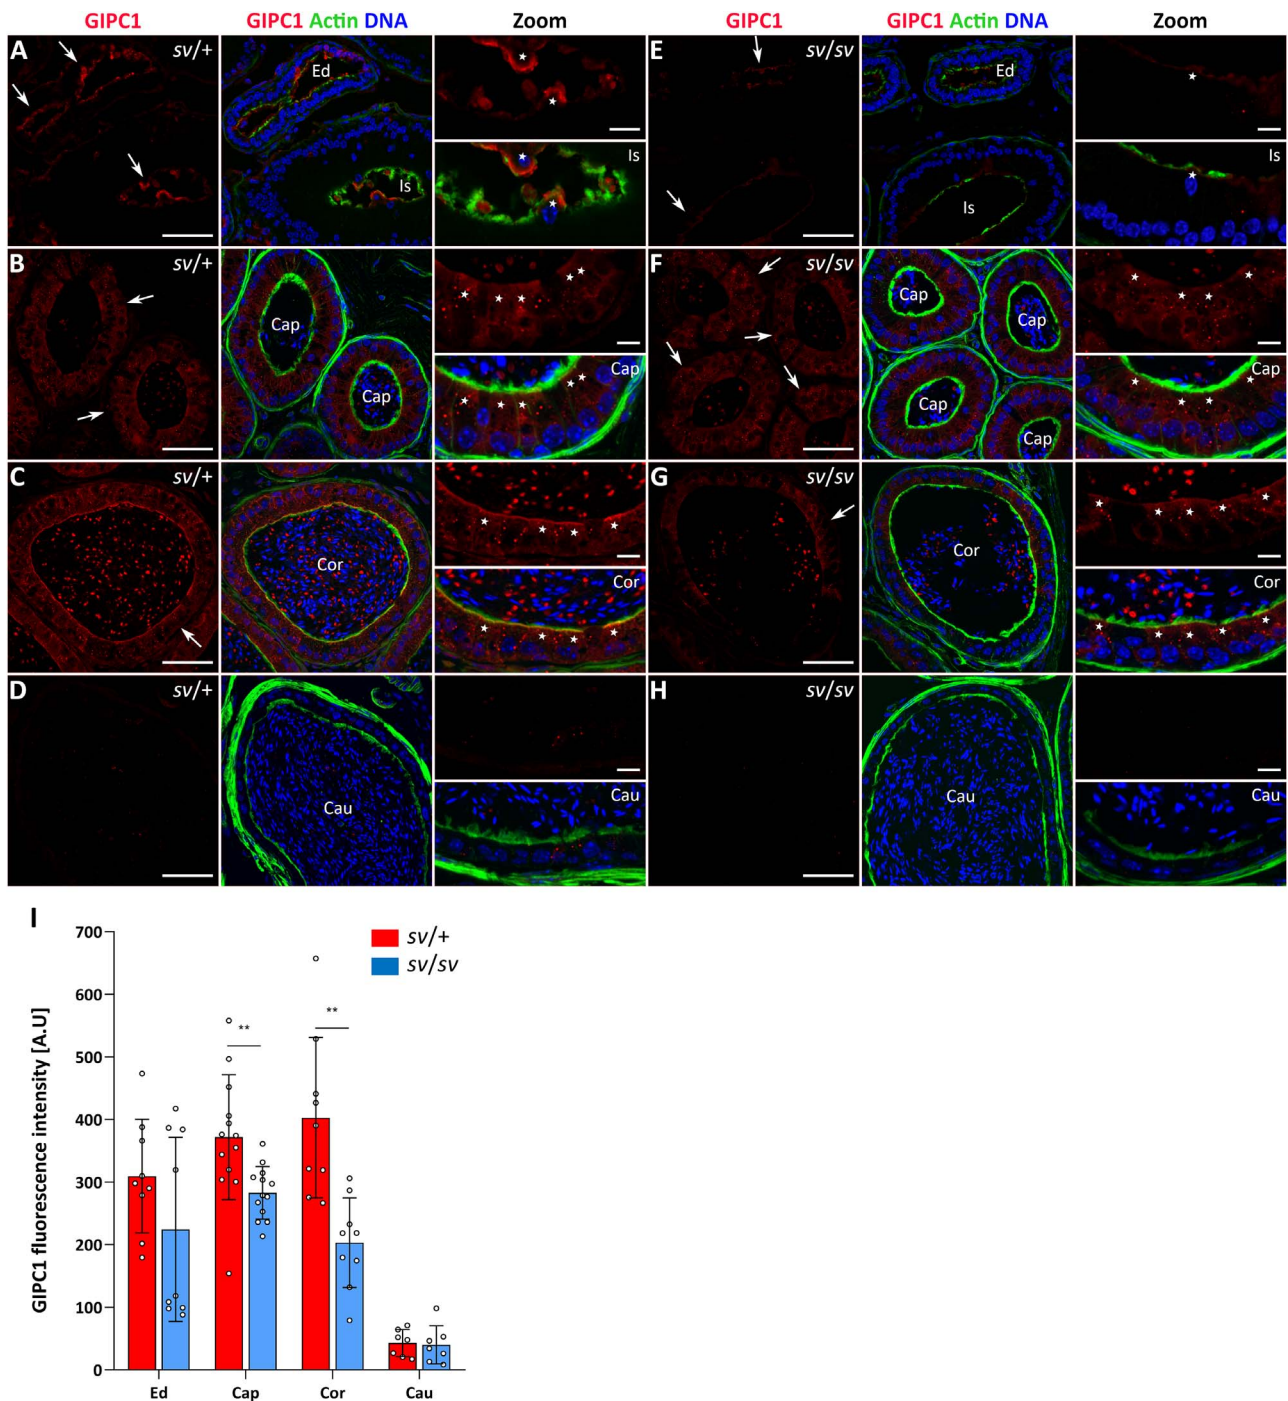 GIPC1 GIPC1 Actin DNA Zoom GIPC1 GIPC1 Actin DNA Zoom
A sv/+ Ed Is Is E sv/sv Ed Is Is
B sv/+ Cap Cap Cap F sv/sv Cap Cap Cap Cap Cap
C sv/+ Cor Cor G sv/sv Cor Cor
D sv/+ Cau Cau H sv/sv Cau Cau
I
sv/+
sv/sv
GIPC1 fluorescence intensity [A.U]
700
600
500
400
300
200
100
0
** **
Ed Cap Cor Cau